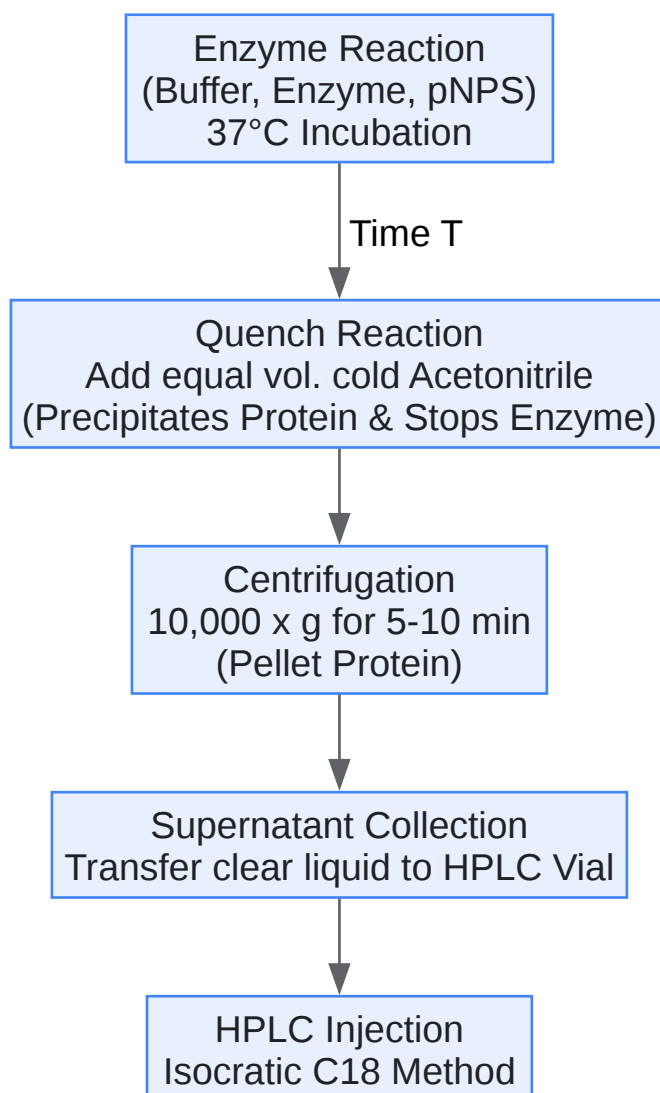 Enzyme Reaction
(Buffer, Enzyme, pNPS)
37°C Incubation
Time T
Quench Reaction
Add equal vol. cold Acetonitrile
(Precipitates Protein & Stops Enzyme)
Centrifugation
10,000 x g for 5-10 min
(Pellet Protein)
Supernatant Collection
Transfer clear liquid to HPLC Vial
HPLC Injection
Isocratic C18 Method